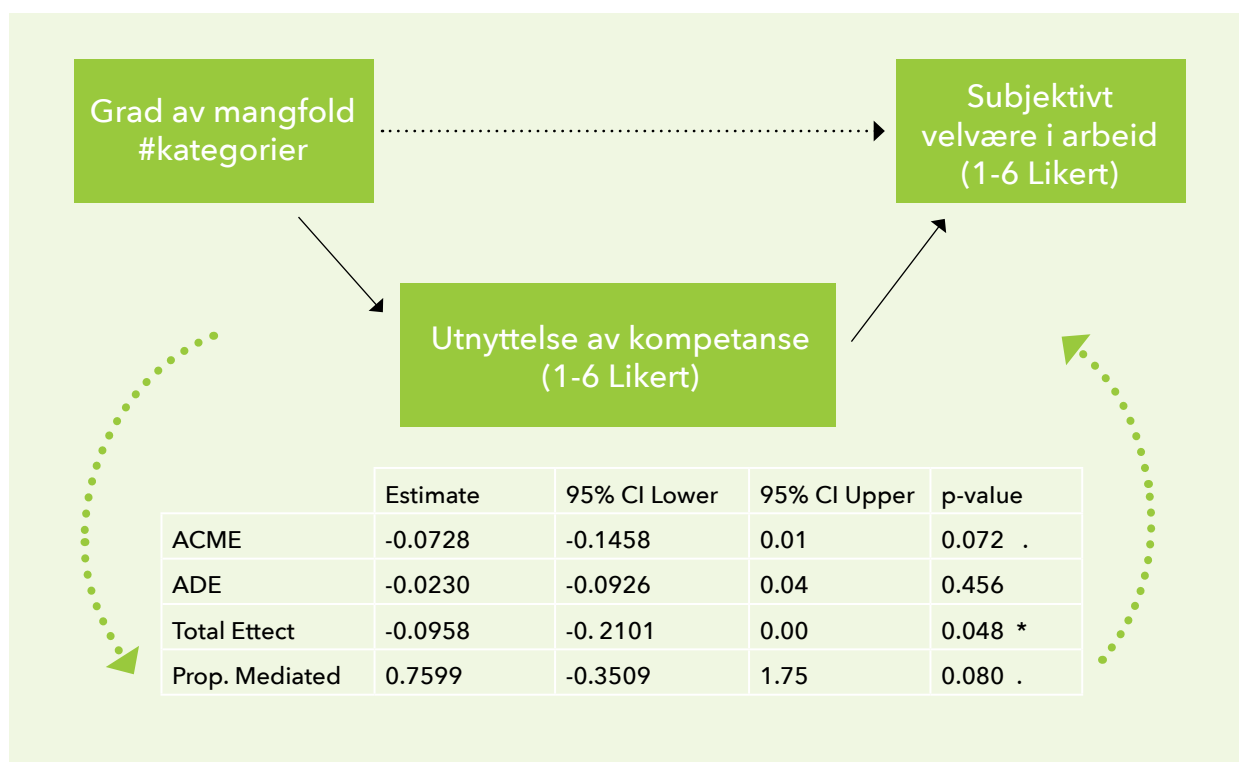 Grad av mangfold
#kategorier
Subjektivt
velvære i arbeid
(1-6 Likert)
Utnyttelse av kompetanse
(1-6 Likert)
Estimate 95% CI Lower 95% CI Upper p-value
ACME -0.0728 -0.1458 0.01 0.072 .
ADE -0.0230 -0.0926 0.04 0.456
Total Ettect -0.0958 -0. 2101 0.00 0.048 *
Prop. Mediated 0.7599 -0.3509 1.75 0.080 .